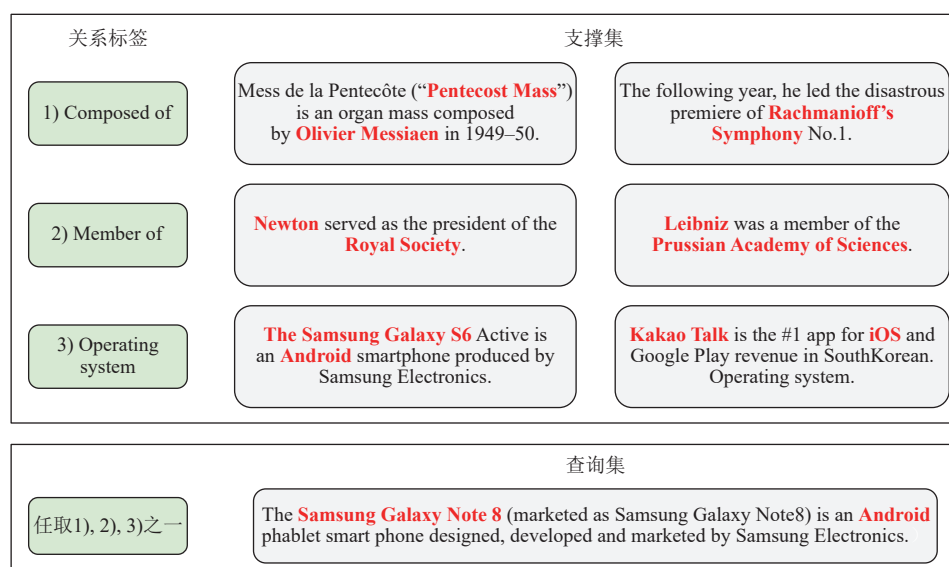 关系标签
支撑集
1) Composed of
Mess de la Pentecôte (“Pentecost Mass”)
is an organ mass composed
by Olivier Messiaen in 1949–50.
The following year, he led the disastrous
premiere of Rachmanioff’s
Symphony No.1.
2) Member of
Newton served as the president of the
Royal Society.
Leibniz was a member of the
Prussian Academy of Sciences.
3) Operating
system
The Samsung Galaxy S6 Active is
an Android smartphone produced by
Samsung Electronics.
Kakao Talk is the #1 app for iOS and
Google Play revenue in SouthKorean.
Operating system.
查询集
任取1), 2), 3)之一
The Samsung Galaxy Note 8 (marketed as Samsung Galaxy Note8) is an Android
phablet smart phone designed, developed and marketed by Samsung Electronics.